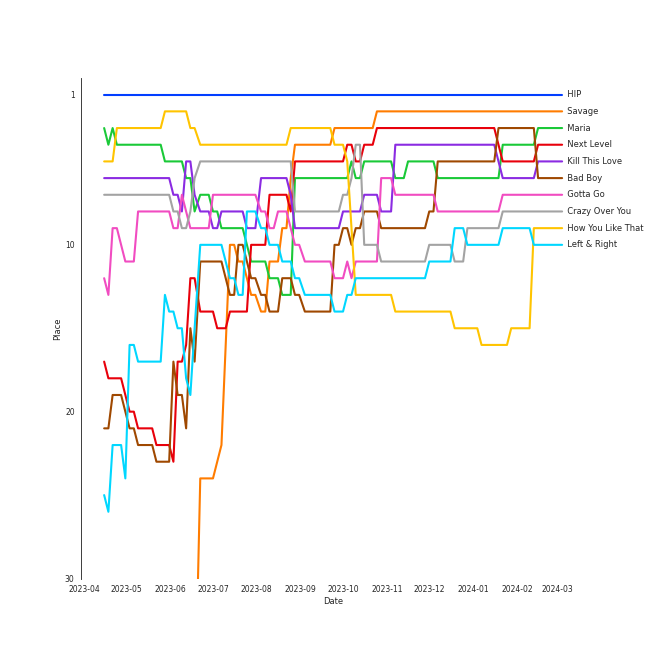 1
HIP
Savage
Maria
Next Level
Kill This Love
Bad Boy
Gotta Go
Crazy Over You
How You Like That
10
Left & Right
Place
20
30
2023-04 2023-05 2023-06 2023-07 2023-08 2023-09 2023-10 2023-11 2023-12 2024-01 2024-02 2024-03
Date